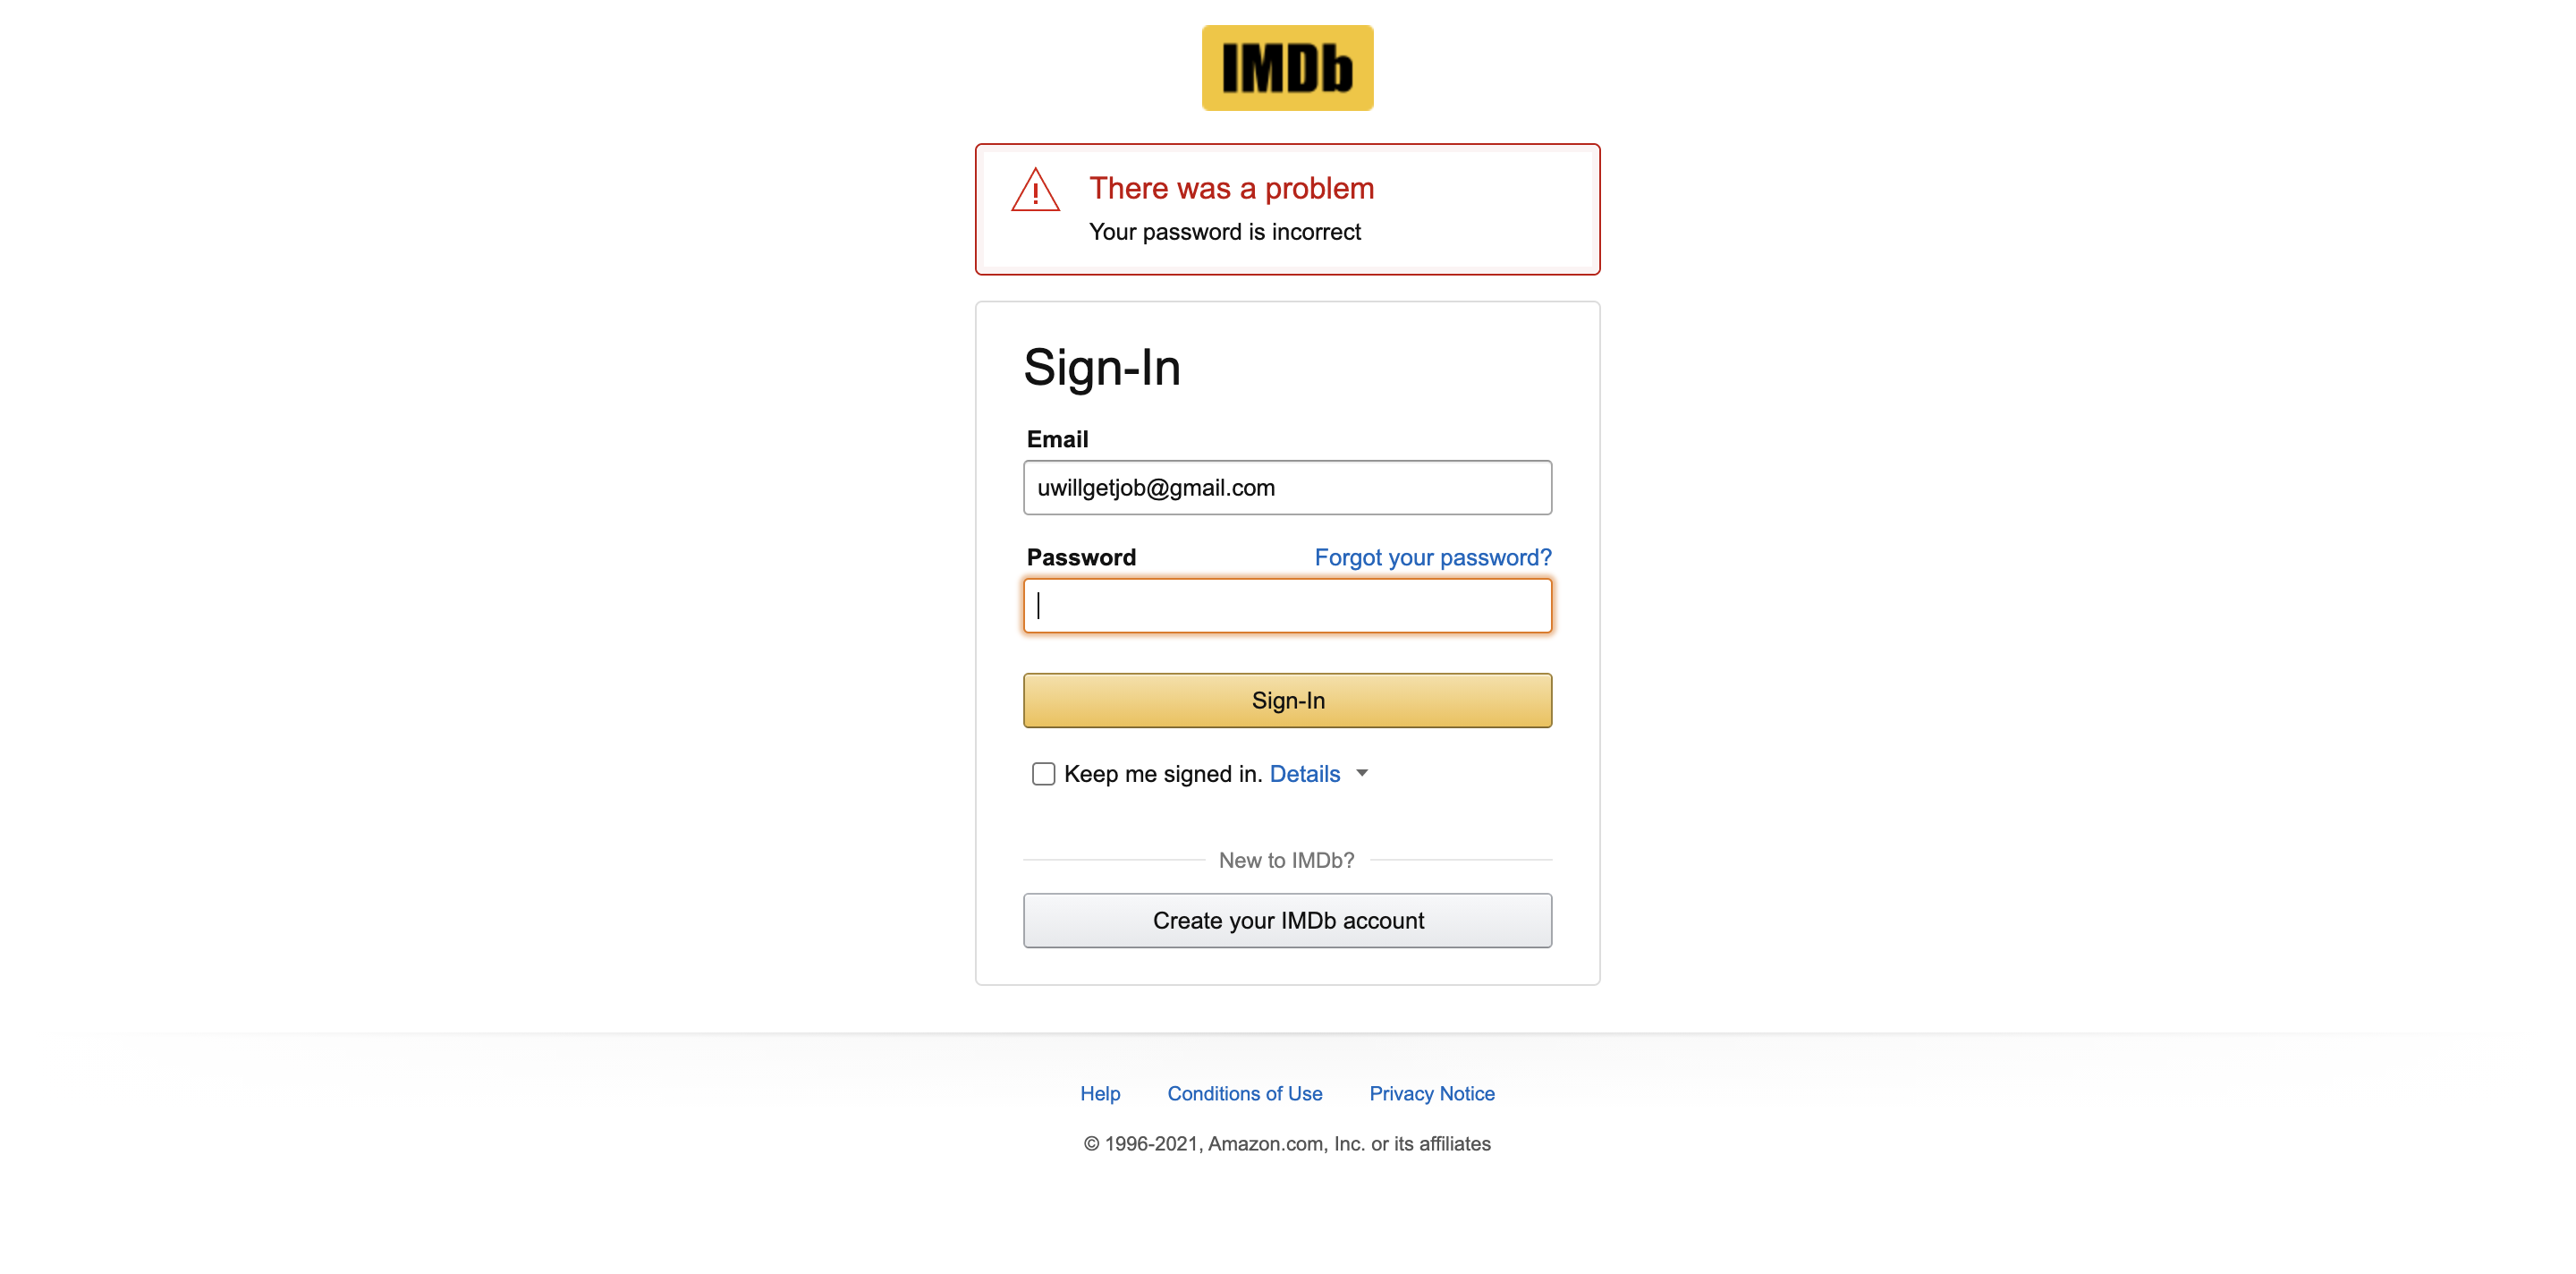 IMDb
There was a problem
Your password is incorrect
Sign-In
Email
uwillgetjob@gmail.com
Password Forgot your password?
Sign-In
Keep me signed in. Details
New to IMDb?
Create your IMDb account
Help Conditions of Use Privacy Notice
© 1996-2021, Amazon.com, Inc. or its affiliates